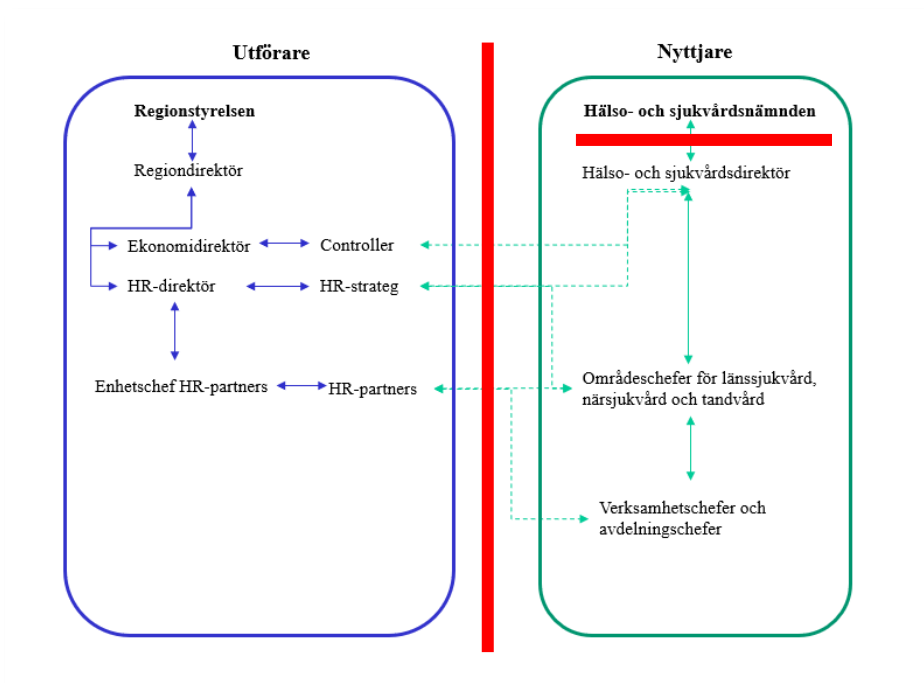 Utförare
Regionstyrelsen
Regiondirektör
Ekonomidirektör
Controller
HR-direktör
HR-strateg
Enhetschef HR-partners
HR-partners
Nyttjare
Hälso- och sjukvårdsnämnden
Hälso- och sjukvårdsdirektör
Områdeschefer för länssjukvård,
närsjukvård och tandvård
Verksamhetschefer och
avdelningschefer